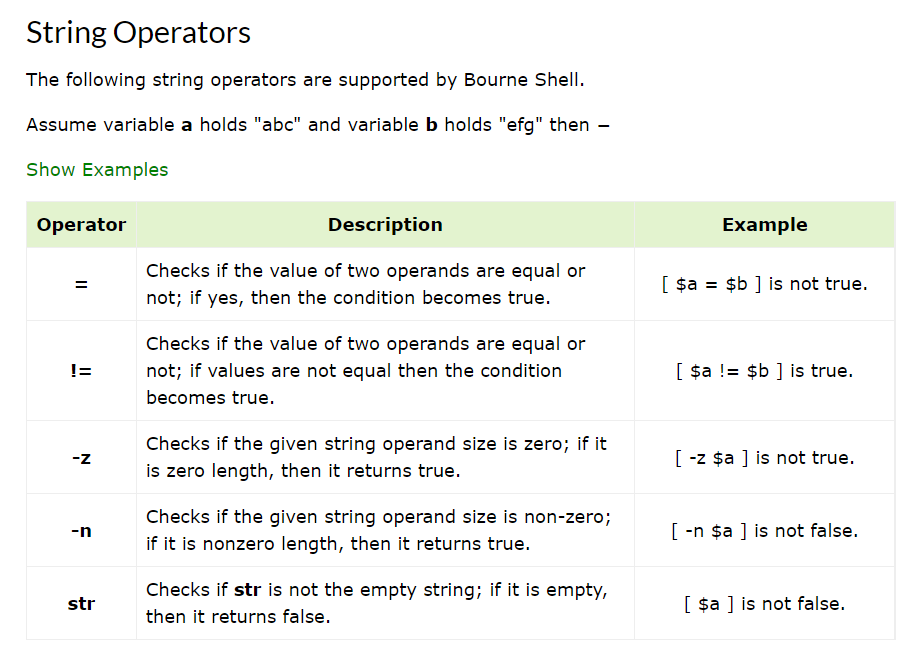 String Operators
The following string operators are supported by Bourne Shell.
Assume variable a holds "abc" and variable b holds "efg" then −
Show Examples
Operator Description Example
= Checks if the value of two operands are equal or
not; if yes, then the condition becomes true. [ $a = $b ] is not true.
!= Checks if the value of two operands are equal or
not; if values are not equal then the condition
becomes true. [ $a != $b ] is true.
-z Checks if the given string operand size is zero; if it
is zero length, then it returns true. [ -z $a ] is not true.
-n Checks if the given string operand size is non-zero;
if it is nonzero length, then it returns true. [ -n $a ] is not false.
str Checks if str is not the empty string; if it is empty,
then it returns false. [ $a ] is not false.